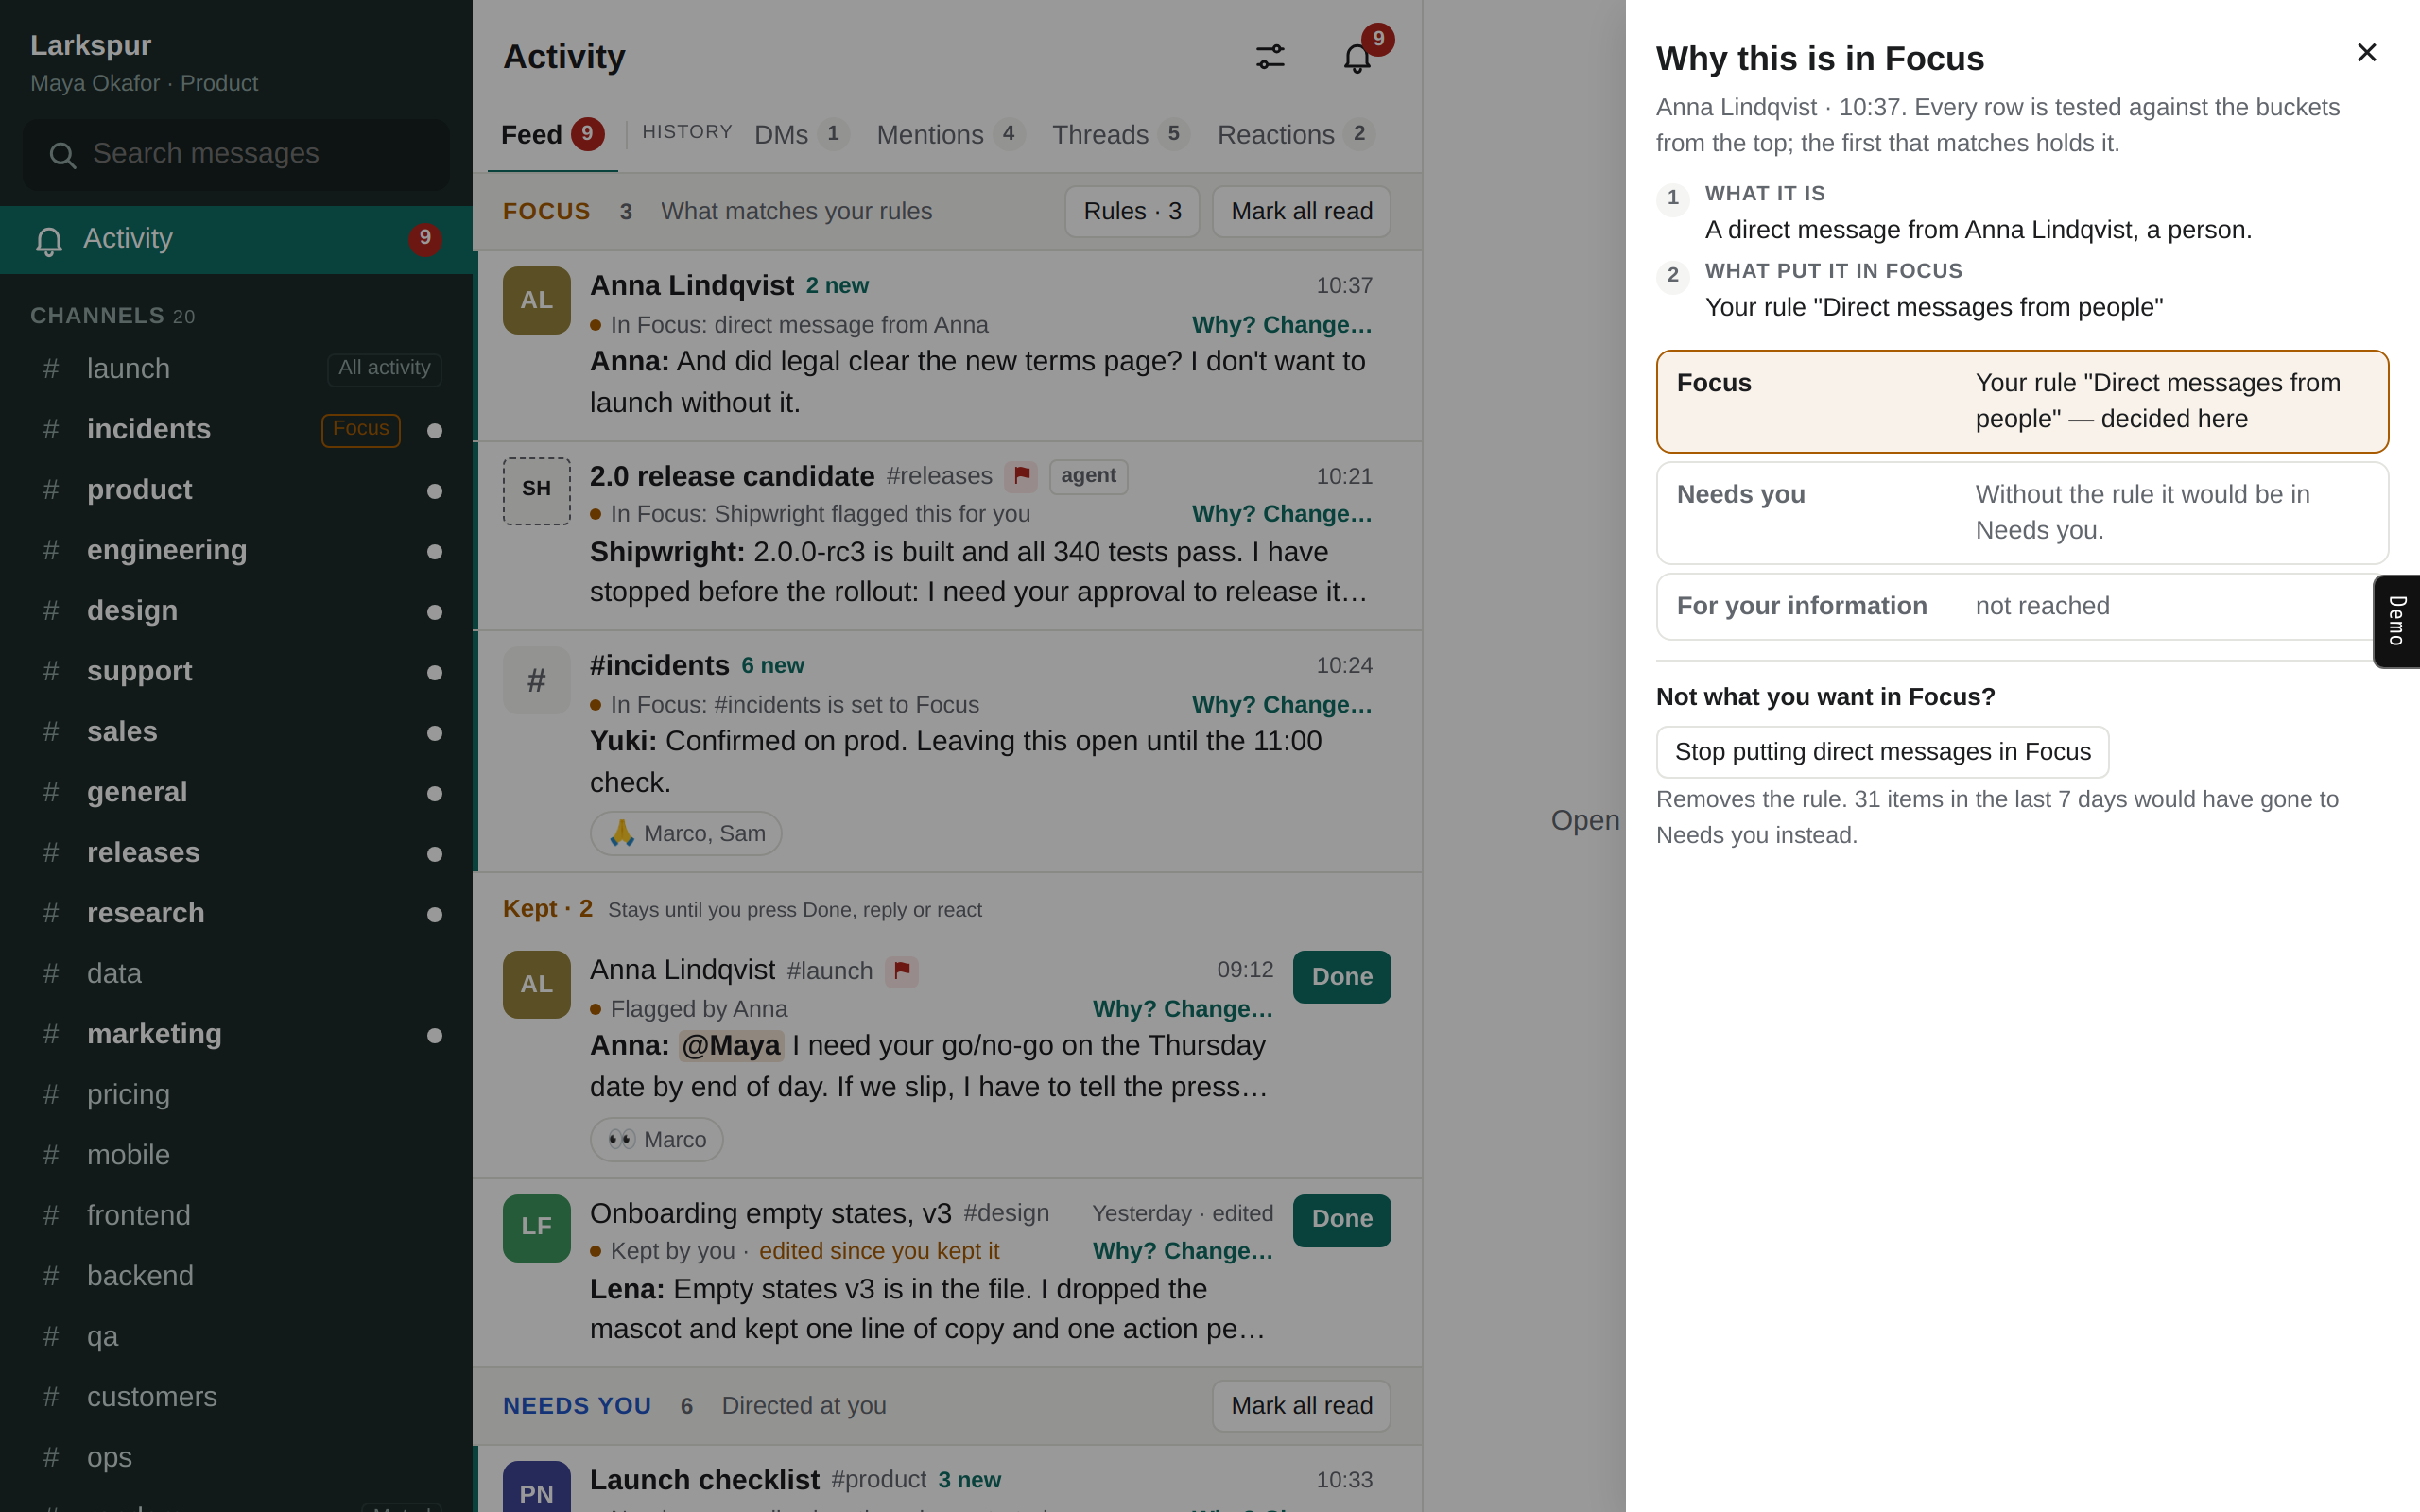 Larkspur
Maya Okafor · Product
Search messages
Activity 9
CHANNELS 20
# launch All activity
# incidents Focus
# product
# engineering
# design
# support
# sales
# general
# releases
# research
# data
# marketing
# pricing
# mobile
# frontend
# backend
# qa
# customers
# ops
Activity 9
Feed 9 HISTORY DMs 1 Mentions 4 Threads 5 Reactions 2
FOCUS 3 What matches your rules Rules · 3 Mark all read
AL Anna Lindqvist 2 new 10:37
In Focus: direct message from Anna Why? Change…
Anna: And did legal clear the new terms page? I don't want to
launch without it.
SH 2.0 release candidate #releases agent 10:21
In Focus: Shipwright flagged this for you Why? Change…
Shipwright: 2.0.0-rc3 is built and all 340 tests pass. I have
stopped before the rollout: I need your approval to release it…
# #incidents 6 new 10:24
In Focus: #incidents is set to Focus Why? Change…
Yuki: Confirmed on prod. Leaving this open until the 11:00
check.
🙏 Marco, Sam
Kept · 2 Stays until you press Done, reply or react
AL Anna Lindqvist #launch 09:12 Done
Flagged by Anna Why? Change…
Anna: @Maya I need your go/no-go on the Thursday
date by end of day. If we slip, I have to tell the press…
👀 Marco
LF Onboarding empty states, v3 #design Yesterday · edited Done
Kept by you · edited since you kept it Why? Change…
Lena: Empty states v3 is in the file. I dropped the
mascot and kept one line of copy and one action pe…
NEEDS YOU 6 Directed at you Mark all read
PN Launch checklist #product 3 new 10:33
Open
Why this is in Focus ✕
Anna Lindqvist · 10:37. Every row is tested against the buckets
from the top; the first that matches holds it.
1 WHAT IT IS
A direct message from Anna Lindqvist, a person.
2 WHAT PUT IT IN FOCUS
Your rule "Direct messages from people"
Focus Your rule "Direct messages from
people" — decided here
Needs you Without the rule it would be in
Needs you.
For your information not reached
Demo
Not what you want in Focus?
Stop putting direct messages in Focus
Removes the rule. 31 items in the last 7 days would have gone to
Needs you instead.